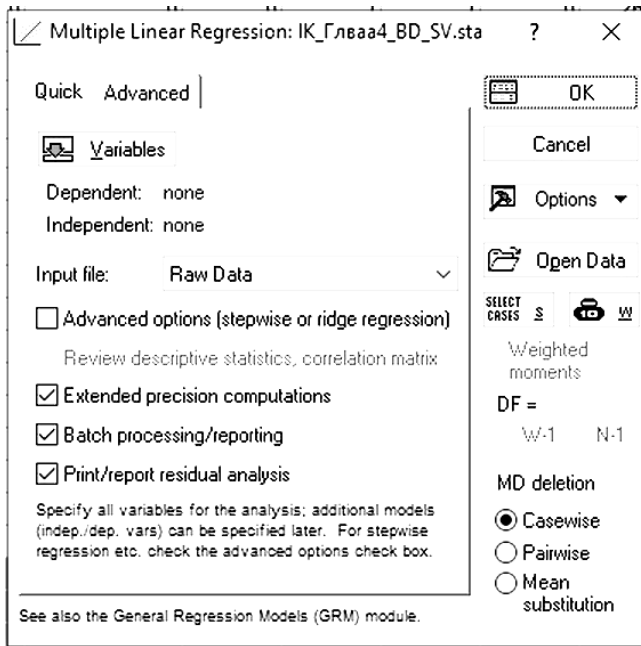 Multiple Linear Regression: IK_Глваа4_BD_SV.sta ? ×
Quick Advanced
Variables
Dependent: none
Independent: none
Input file: Raw Data
Advanced options (stepwise or ridge regression)
Review descriptive statistics, correlation matrix
Extended precision computations
Batch processing/reporting
Print/report residual analysis
Specify all variables for the analysis; additional models
(indep./dep. vars) can be specified later. For stepwise
regression etc. check the advanced options check box.
See also the General Regression Models (GRM) module.
OK
Cancel
Options
Open Data
SELECT
CASES S W
Weighted
moments
DF =
W-1 N-1
MD deletion
Casewise
Pairwise
Mean
substitution